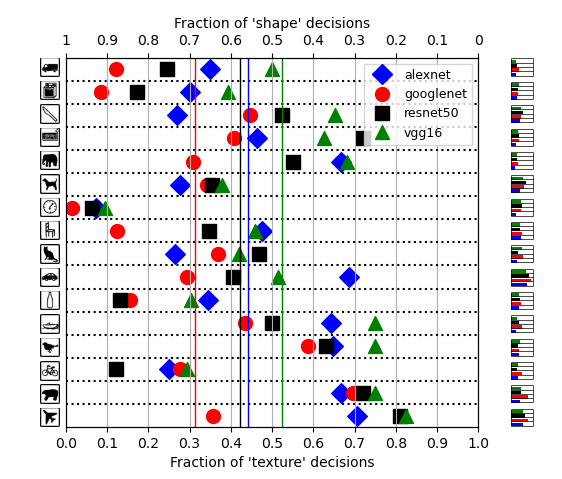 Fraction of 'shape' decisions
1 0.9 0.8 0.7 0.6 0.5 0.4 0.3 0.2 0.1 0
alexnet
googlenet
resnet50
vgg16
0.0 0.1 0.2 0.3 0.4 0.5 0.6 0.7 0.8 0.9 1.0
Fraction of 'texture' decisions